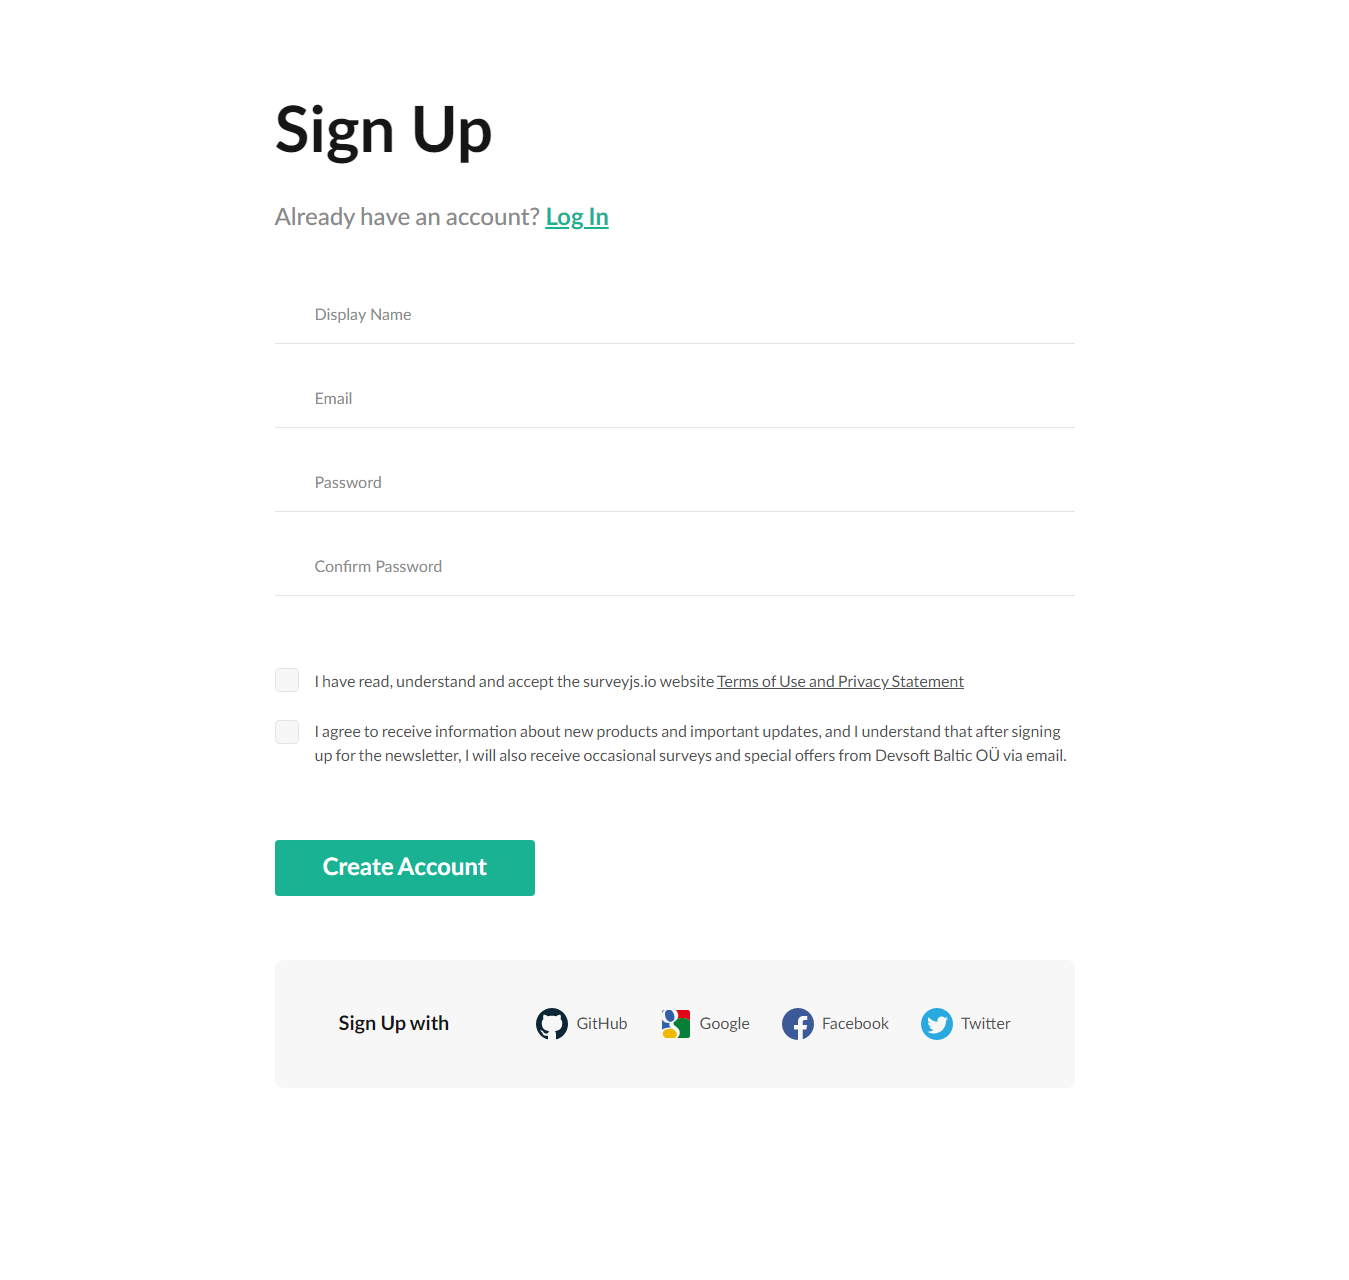 Sign Up
Already have an account? Log In
Display Name
Email
Password
Confirm Password
I have read, understand and accept the surveyjs.io website Terms of Use and Privacy Statement
I agree to receive information about new products and important updates, and I understand that after signing
up for the newsletter, I will also receive occasional surveys and special offers from Devsoft Baltic OÜ via email.
Create Account
Sign Up with GitHub Google Facebook Twitter